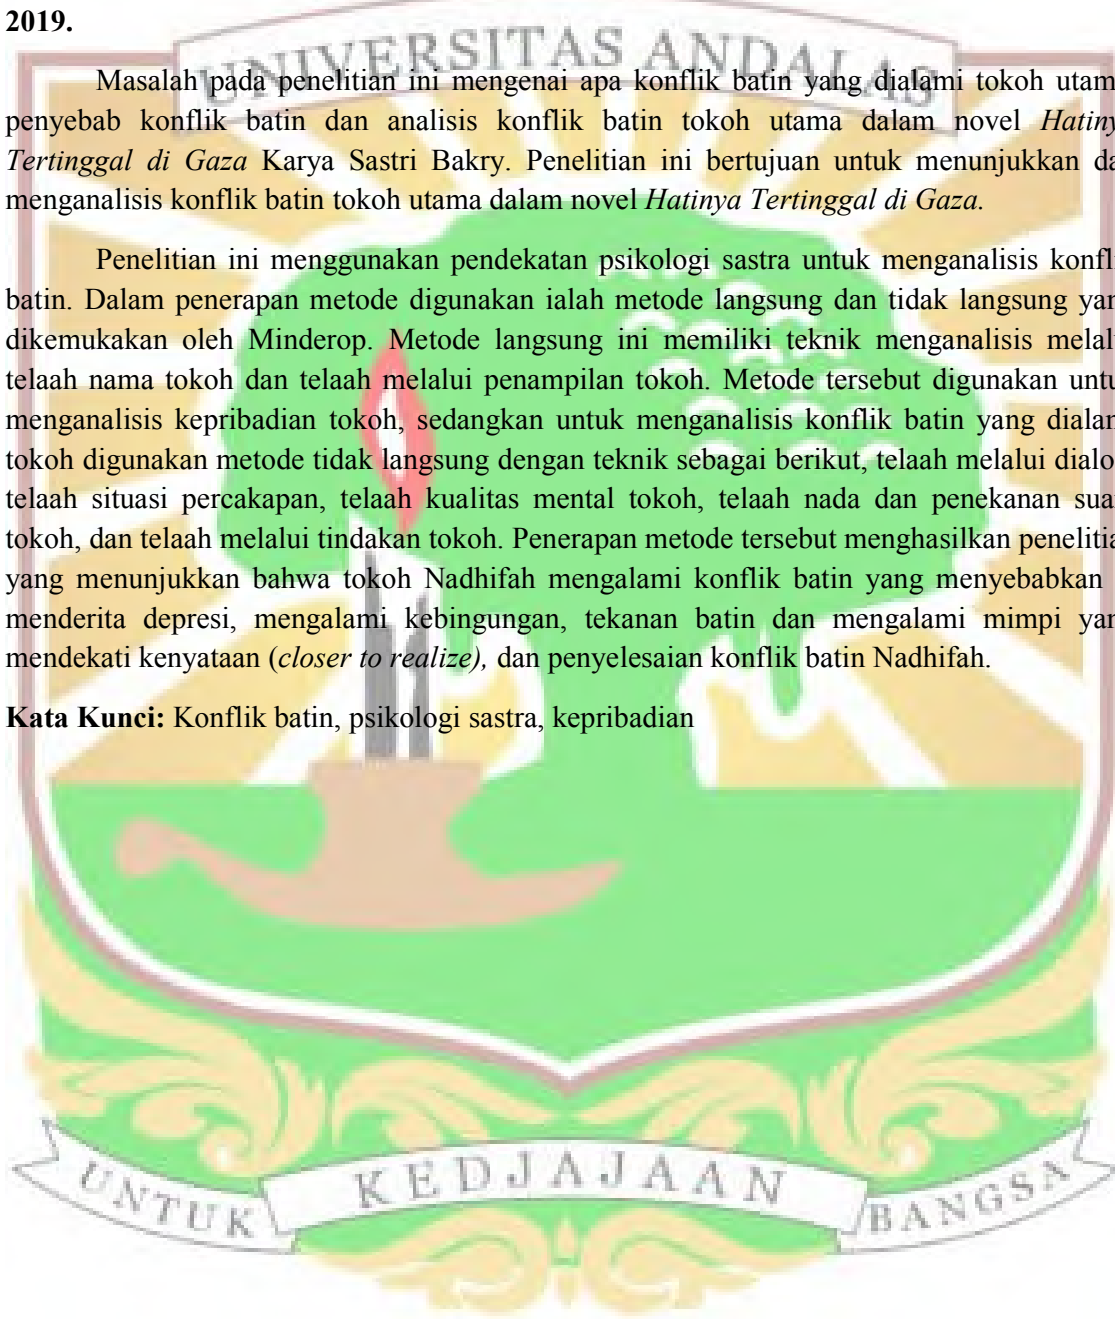 2019.
UNIVERSITAS ANDALAS
Masalah pada penelitian ini mengenai apa konflik batin yang dialami tokoh utam
penyebab konflik batin dan analisis konflik batin tokoh utama dalam novel Hatiny
Tertinggal di Gaza Karya Sastri Bakry. Penelitian ini bertujuan untuk menunjukkan da
menganalisis konflik batin tokoh utama dalam novel Hatinya Tertinggal di Gaza.
Penelitian ini menggunakan pendekatan psikologi sastra untuk menganalisis konfl
batin. Dalam penerapan metode digunakan ialah metode langsung dan tidak langsung yan
dikemukakan oleh Minderop. Metode langsung ini memiliki teknik menganalisis melal
telaah nama tokoh dan telaah melalui penampilan tokoh. Metode tersebut digunakan untu
menganalisis kepribadian tokoh, sedangkan untuk menganalisis konflik batin yang dialam
tokoh digunakan metode tidak langsung dengan teknik sebagai berikut, telaah melalui dialo
telaah situasi percakapan, telaah kualitas mental tokoh, telaah nada dan penekanan sua
tokoh, dan telaah melalui tindakan tokoh. Penerapan metode tersebut menghasilkan penelitia
yang menunjukkan bahwa tokoh Nadhifah mengalami konflik batin yang menyebabkan
menderita depresi, mengalami kebingungan, tekanan batin dan mengalami mimpi yan
mendekati kenyataan (closer to realize), dan penyelesaian konflik batin Nadhifah.
Kata Kunci: Konflik batin, psikologi sastra, kepribadian
UNTUK KEDJAJAAN BANGSA